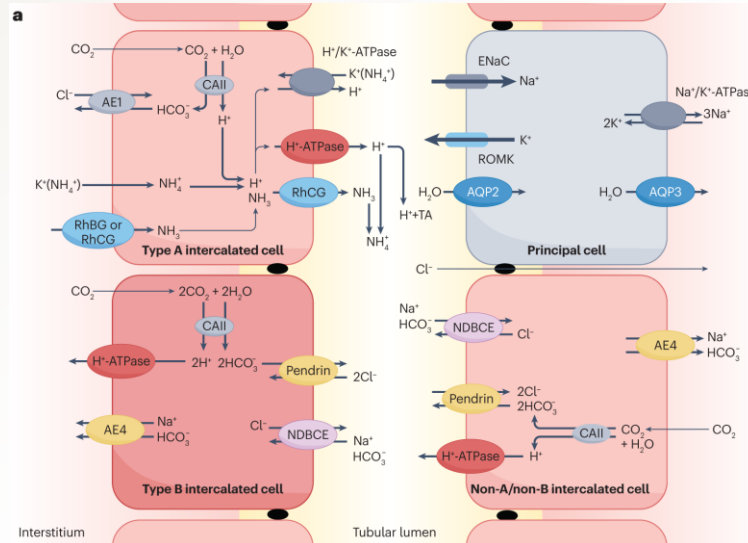 a
CO₂
CO₂ + H₂O
CAII
Cl⁻
AE1
HCO₃⁻
H⁺
H⁺/K⁺-ATPase
K⁺(NH₄⁺)
H⁺
H⁺-ATPase
H⁺
K⁺(NH₄⁺)
NH₄⁺
H⁺
NH₃
RhCG
NH₃
H⁺+TA
NH₄⁺
RhBG or
RhCG
NH₃
Type A intercalated cell
ENaC
Na⁺
K⁺
ROMK
Na⁺/K⁺-ATPas
2K⁺
3Na⁺
H₂O
AQP2
H₂O
AQP3
Principal cell
Cl⁻
CO₂
2CO₂ + 2H₂O
CAII
H⁺-ATPase
2H⁺
2HCO₃⁻
Pendrin
2Cl⁻
AE4
Na⁺
HCO₃⁻
Cl⁻
NDBCE
Na⁺
HCO₃⁻
Type B intercalated cell
Na⁺
HCO₃⁻
NDBCE
Cl⁻
AE4
Na⁺
HCO₃⁻
Pendrin
2Cl⁻
2HCO₃⁻
CAII
CO₂
+ H₂O
CO₂
H⁺-ATPase
H⁺
Non-A/non-B intercalated cell
Interstitium
Tubular lumen